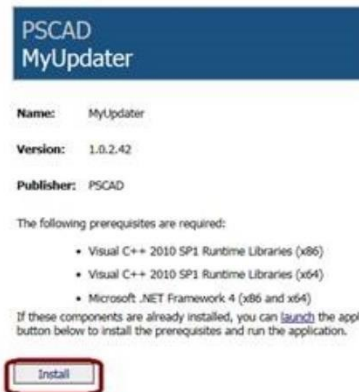 PSCAD
MyUpdater
Name: MyUpdater
Version: 1.0.2.42
Publisher: PSCAD
The following prerequisites are required:
• Visual C++ 2010 SP1 Runtime Libraries (x86)
• Visual C++ 2010 SP1 Runtime Libraries (x64)
• Microsoft .NET Framework 4 (x86 and x64)
If these components are already installed, you can launch the appl
button below to install the prerequisites and run the application.
Install